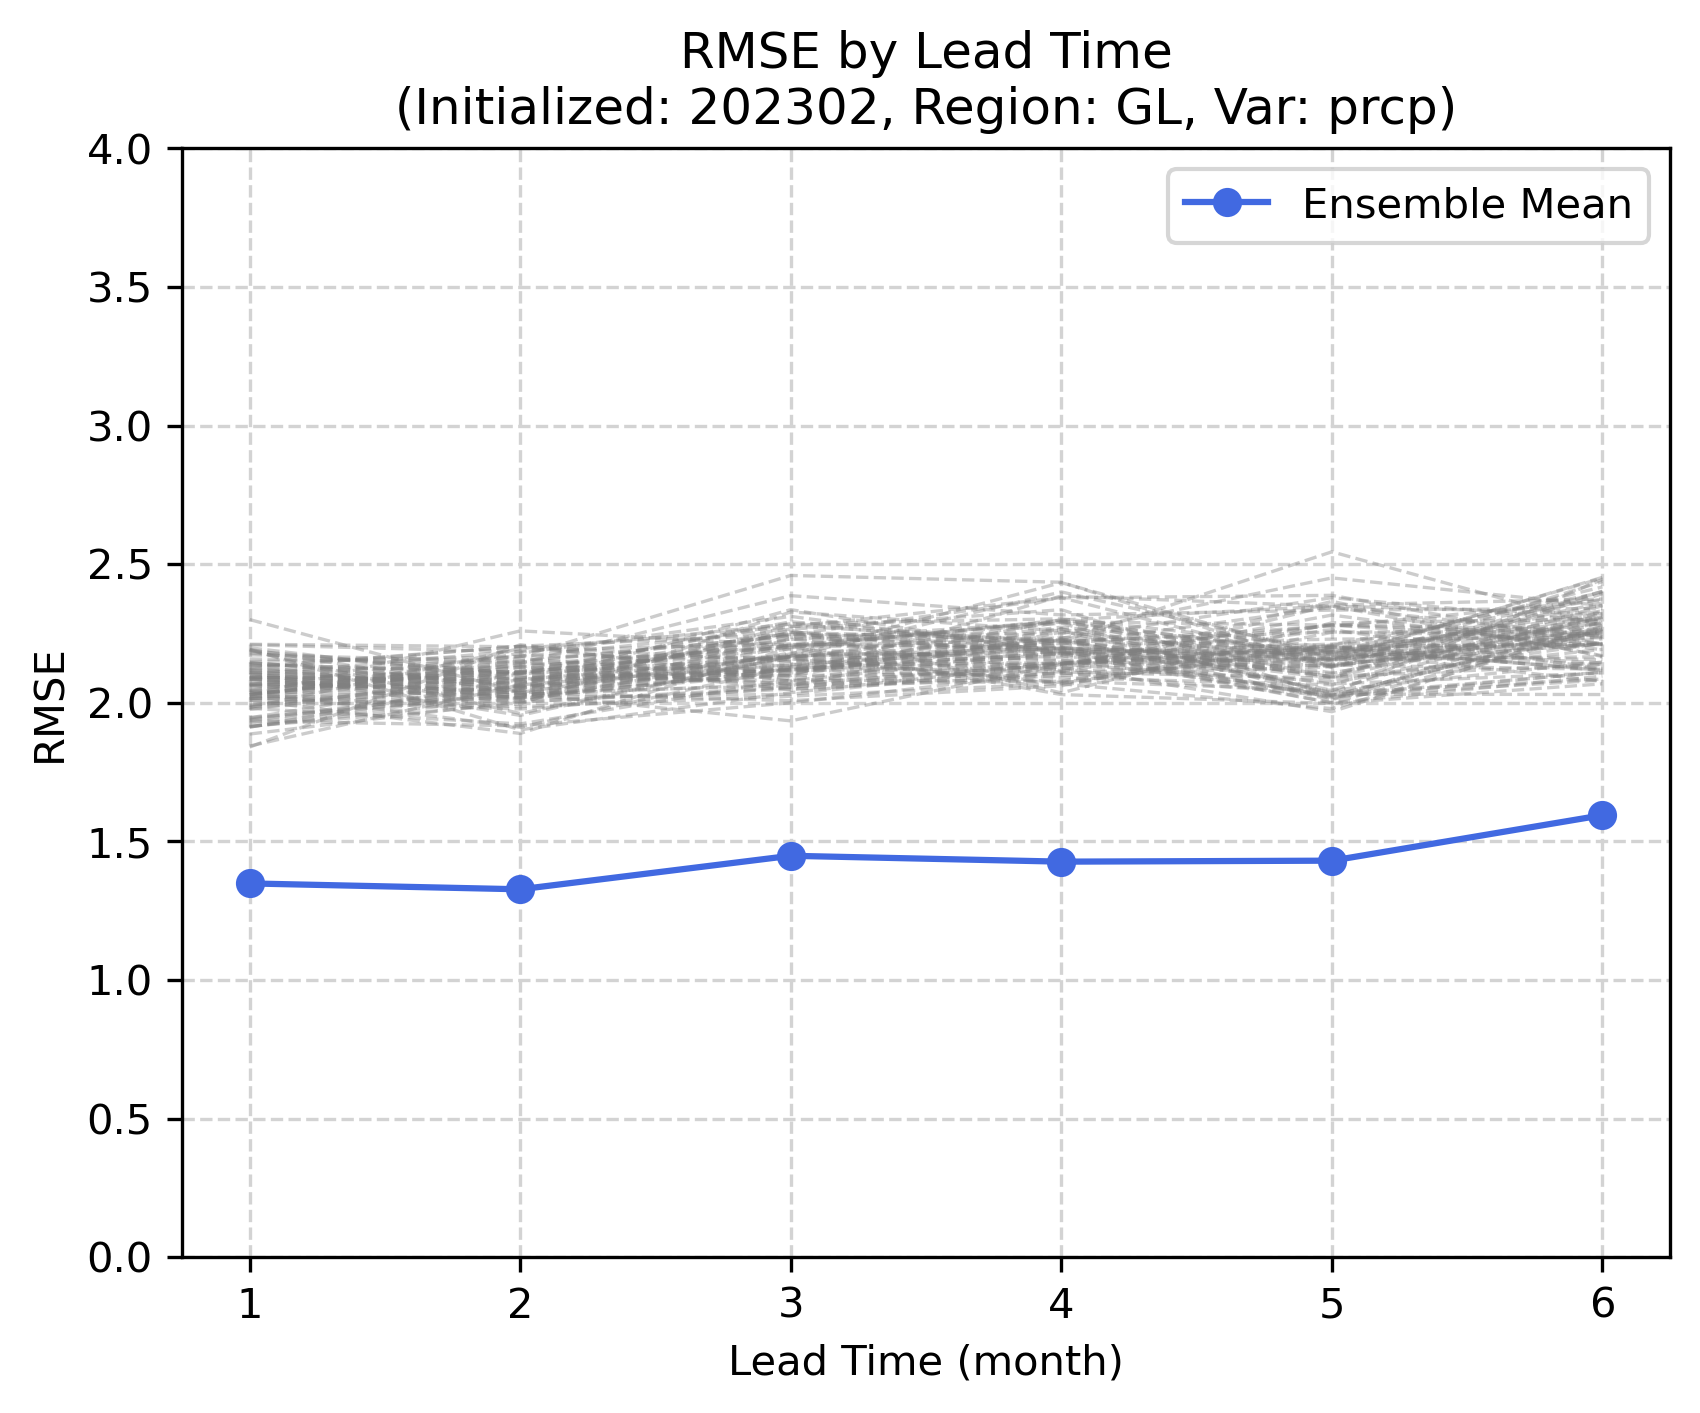 RMSE by Lead Time
(Initialized: 202302, Region: GL, Var: prcp)
Ensemble Mean
4.0
3.5
3.0
2.5
2.0
1.5
1.0
0.5
0.0
RMSE
1 2 3 4 5 6
Lead Time (month)